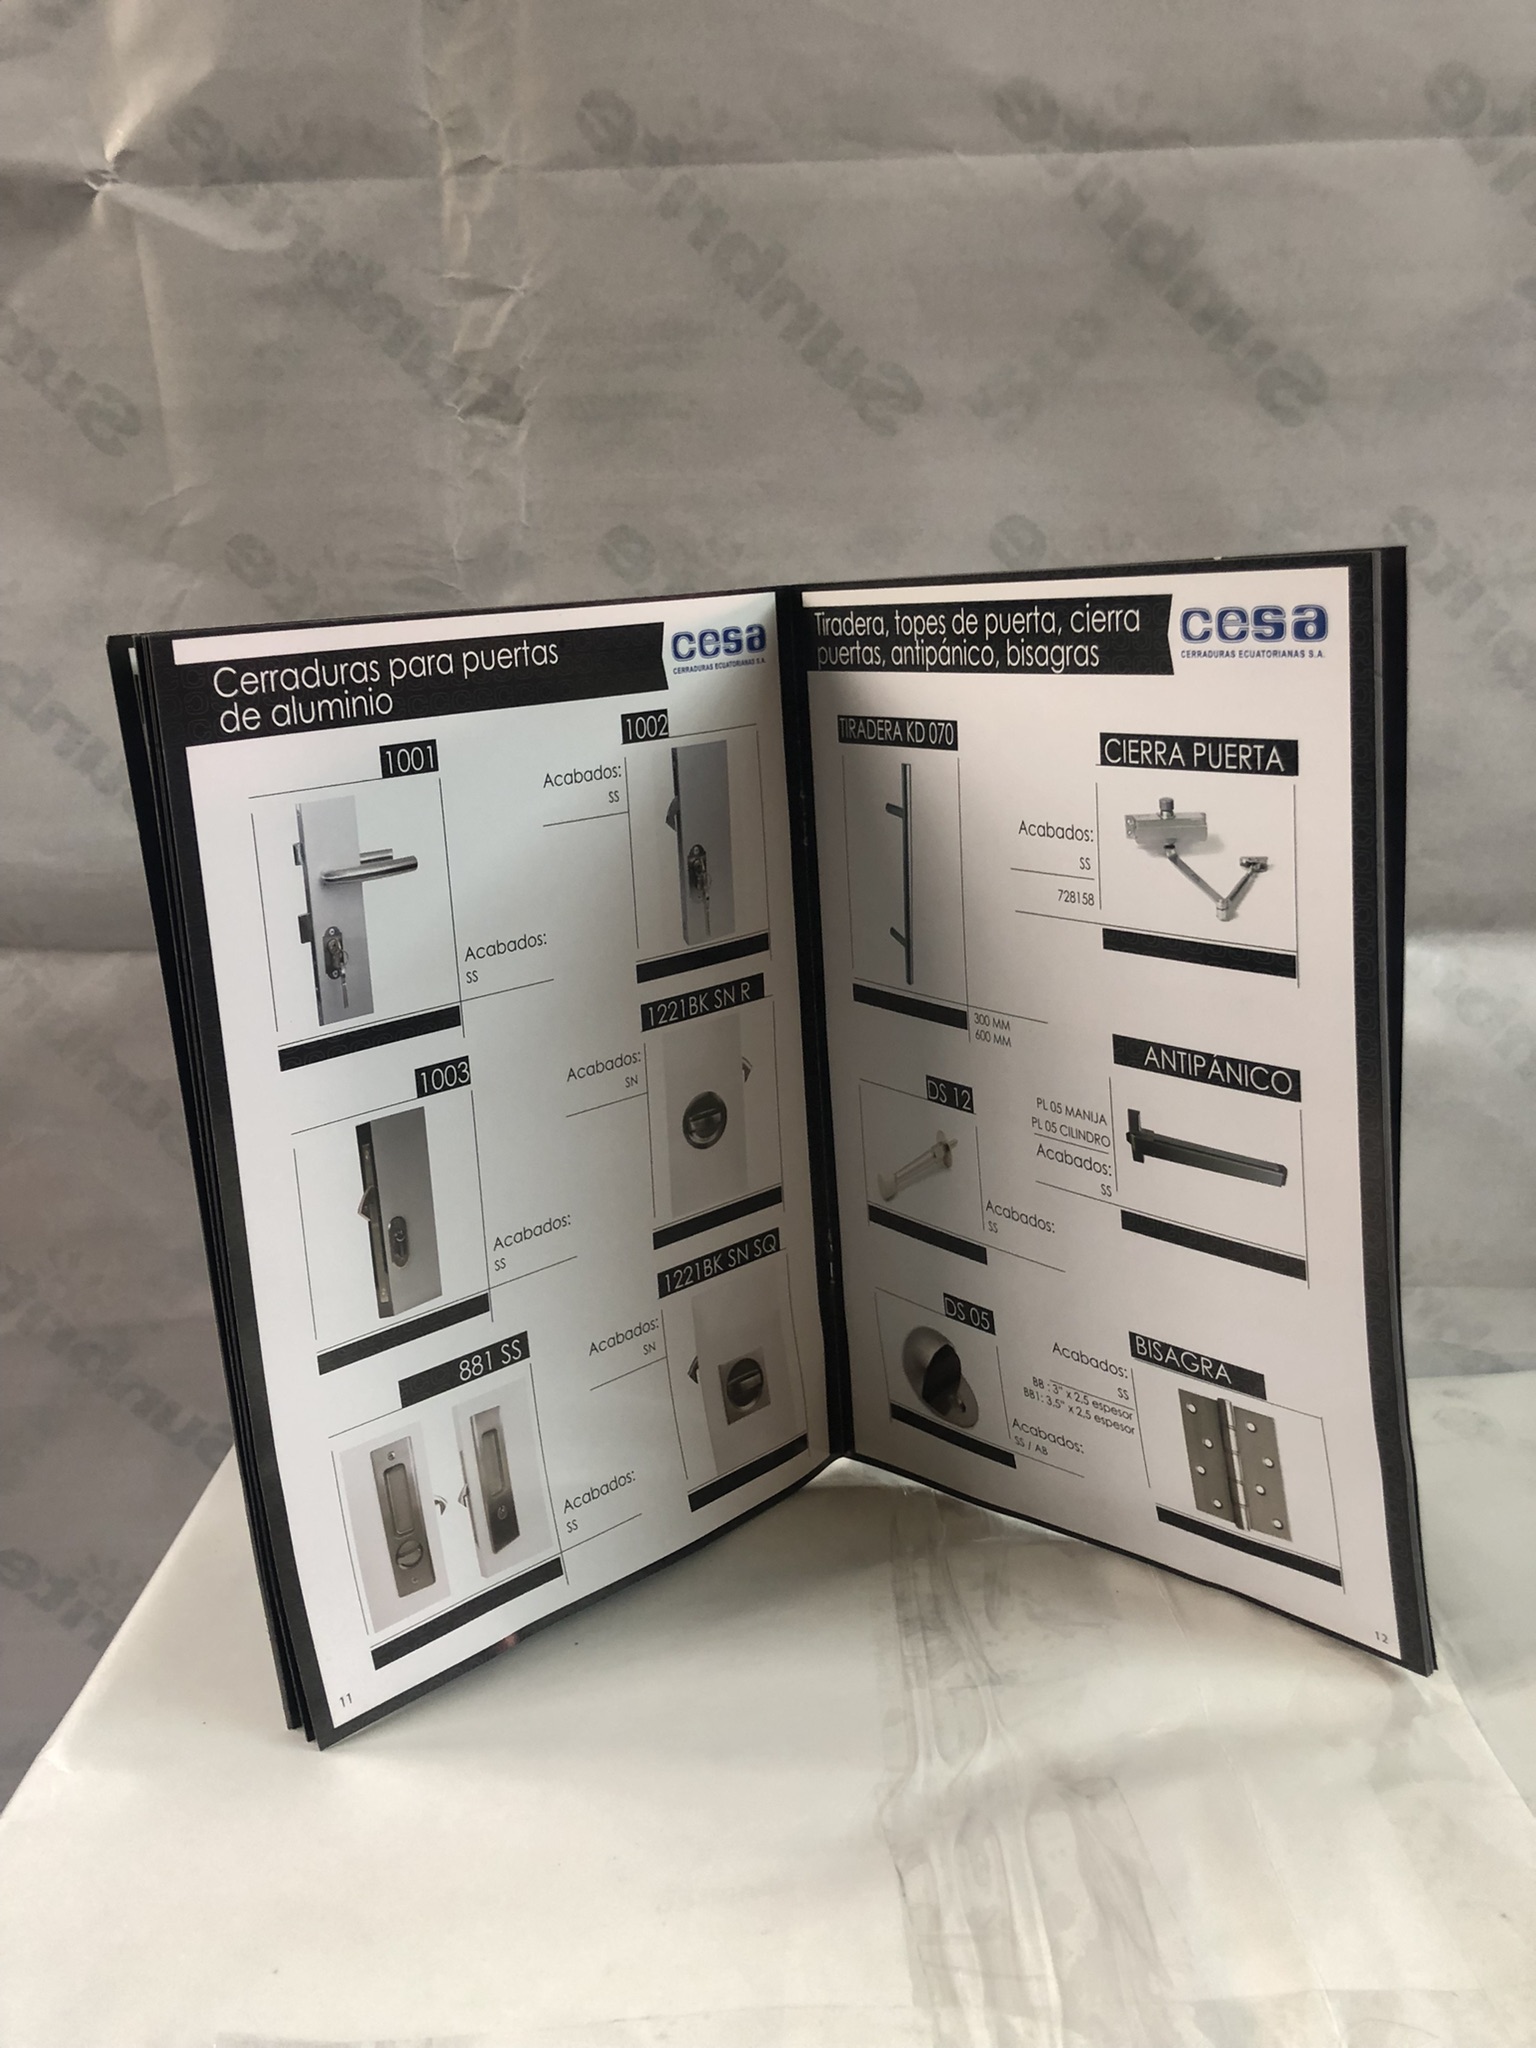 Cerraduras para puertas
de aluminio
cesa
CERRADURAS ECUATORIANAS S.A.
1001
Acabados:
SS
1002
Acabados:
SS
1003
Acabados:
SS
1221BK SN R
Acabados:
SN
881 SS
Acabados:
SS
1221BK SN SQ
Acabados:
SN
11
Tiradera, topes de puerta, cierra
puertas, antipánico, bisagras
cesa
CERRADURAS ECUATORIANAS S.A.
TIRADERA KD 070
300 MM
600 MM
CIERRA PUERTA
Acabados:
SS
728158
DS 12
Acabados:
SS
ANTIPÁNICO
PL 05 MANIJA
PL 05 CILINDRO
Acabados:
SS
DS 05
Acabados:
SS / AB
BISAGRA
Acabados:
SS
BB : 3" x 2.5 espesor
BB1: 3.5" x 2.5 espesor
12